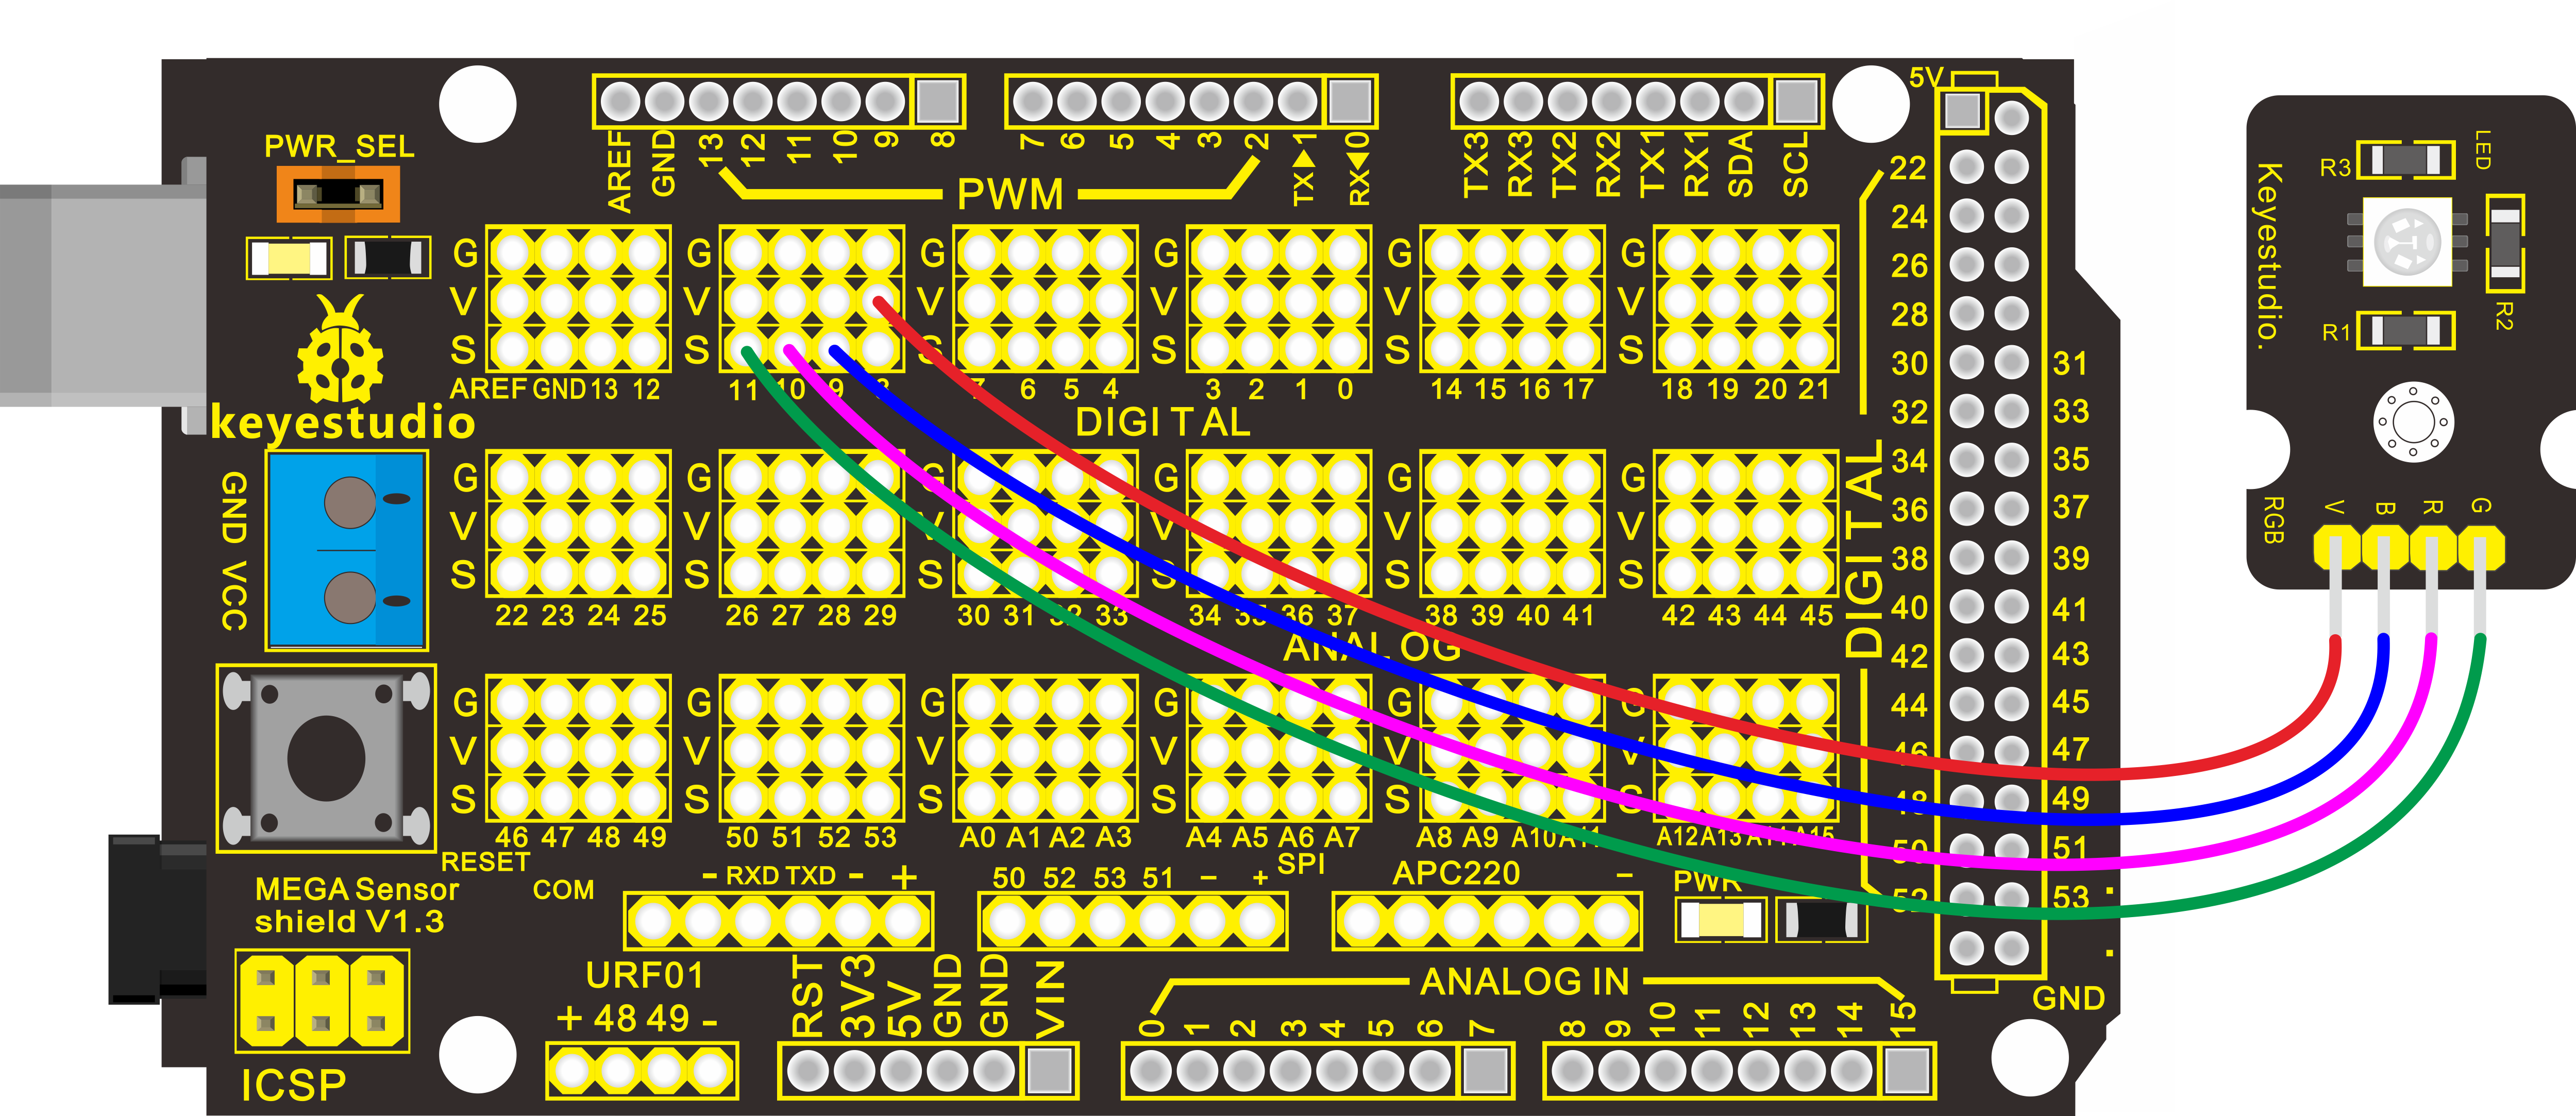 5V
AREF GND 13 12 11 10 9 8
7 6 5 4 3 2 TX▶1 RX◀0
TX3 RX3 TX2 RX2 TX1 RX1 SDA SCL
PWR_SEL
PWM
G G G G G G
V V V V V V
S S S S S S
AREF GND 13 12
11 10 9 8
7 6 5 4
3 2 1 0
14 15 16 17
18 19 20 21
keyestudio
DIGITAL
GND VCC
G G G G G G
V V V V V V
S S S S S S
22 23 24 25
26 27 28 29
30 31 32 33
34 35 36 37
38 39 40 41
42 43 44 45
ANALOG
G G G G G G
V V V V V V
S S S S S S
46 47 48 49
50 51 52 53
A0 A1 A2 A3
A4 A5 A6 A7
A8 A9 A10 A11
A12 A13 A14 A15
RESET
SPI
MEGA Sensor
shield V1.3
COM
- RXD TXD - +
50 52 53 51 - +
APC220 -
PWR
URF01
+ 48 49 -
RST 3V3 5V GND GND VIN
ANALOG IN
0 1 2 3 4 5 6 7
8 9 10 11 12 13 14 15
ICSP
DIGITAL
22
24
26
28
30 31
32 33
34 35
36 37
38 39
40 41
42 43
44 45
46 47
48 49
50 51
52 53
GND
Keyestudio.
LED
R3
R2
R1
RGB
V B R G